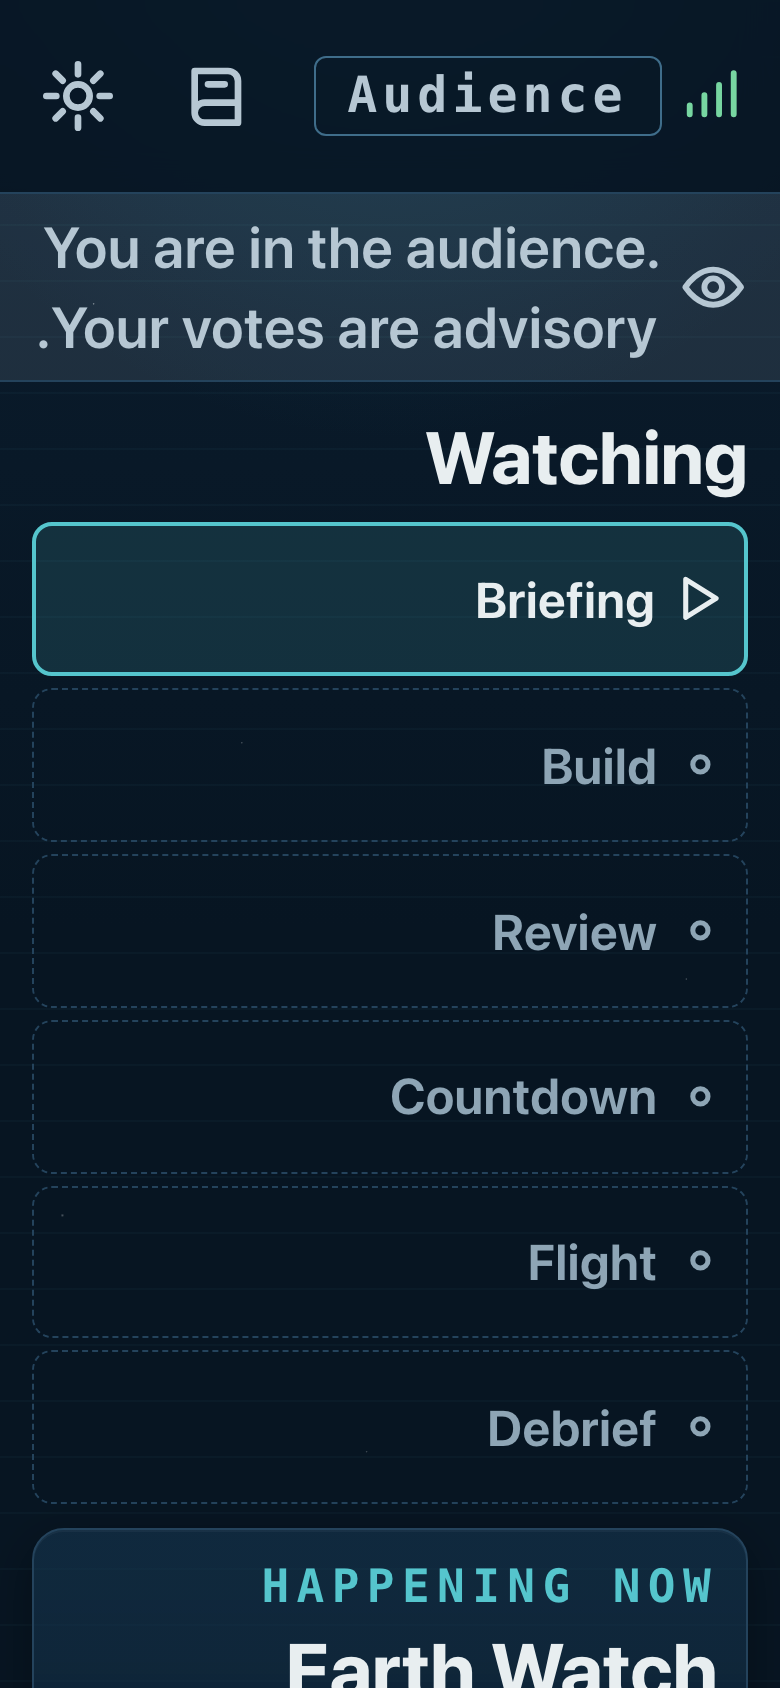 Audience
You are in the audience.
.Your votes are advisory
Watching
Briefing
Build
Review
Countdown
Flight
Debrief
HAPPENING NOW
Earth Watch